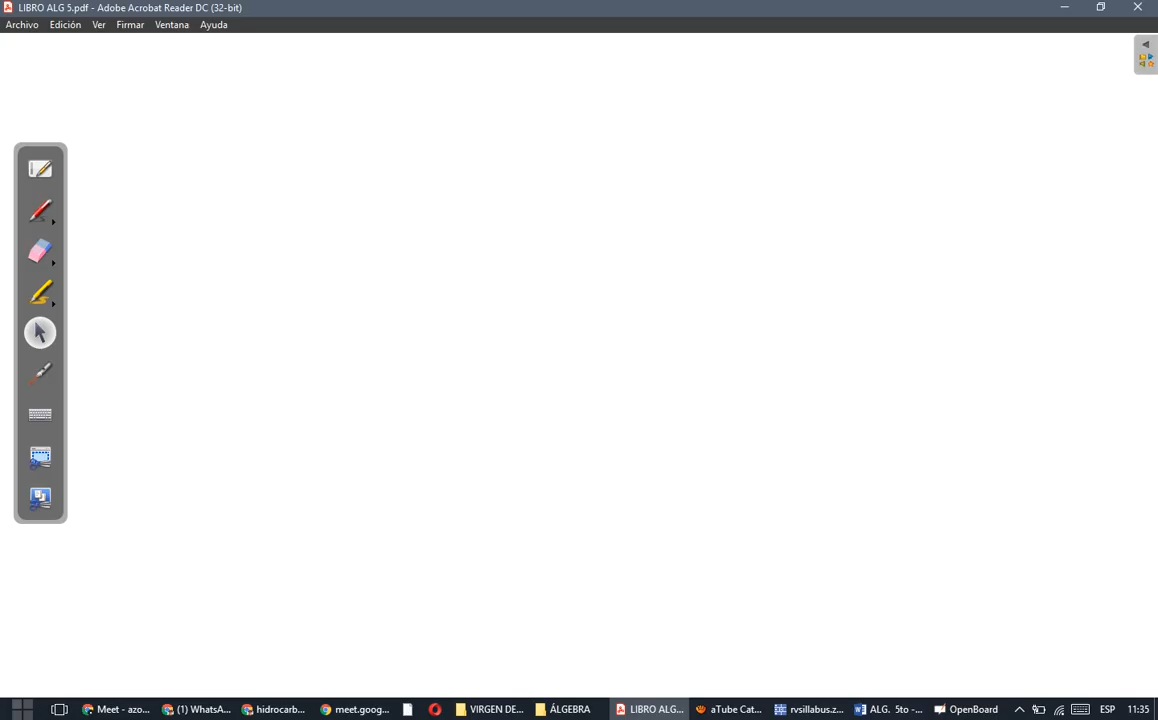 LIBRO ALG 5.pdf - Adobe Acrobat Reader DC (32-bit)
Archivo Edición Ver Firmar Ventana Ayuda
Meet - azo... (1) WhatsA... hidrocarb... meet.goog... VIRGEN DE... ÁLGEBRA LIBRO ALG... aTube Cat... rvsillabus.z... ALG. 5to -... OpenBoard ESP 11:35